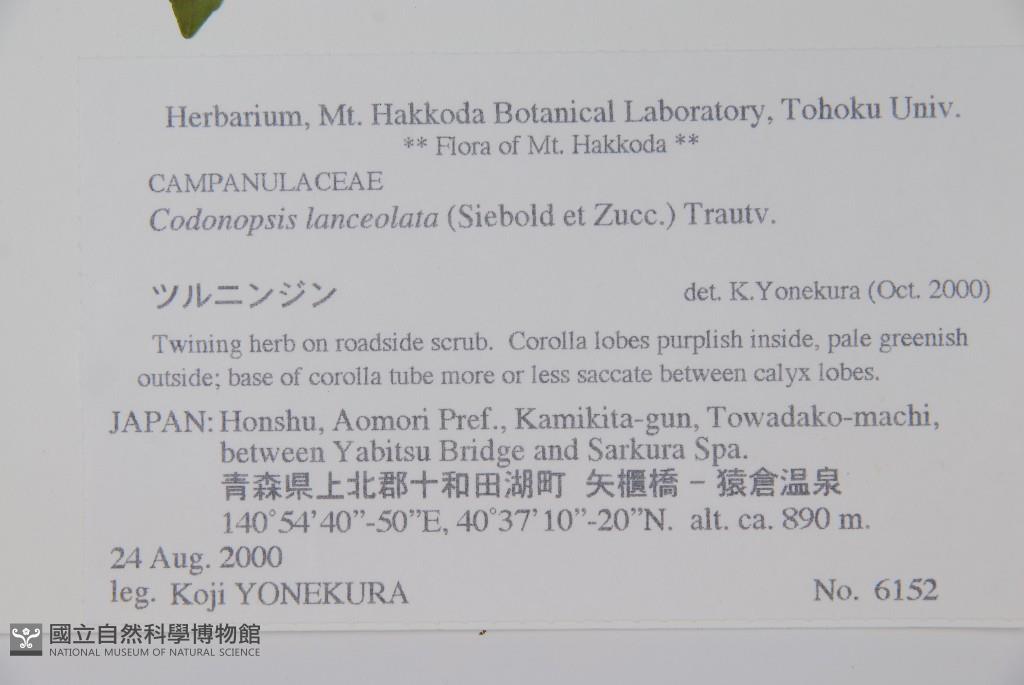 Herbarium, Mt. Hakkoda Botanical Laboratory, Tohoku Univ.
** Flora of Mt. Hakkoda **
CAMPANULACEAE
Codonopsis lanceolata (Siebold et Zucc.) Trautv.
ツルニンジン det. K.Yonekura (Oct. 2000)
Twining herb on roadside scrub. Corolla lobes purplish inside, pale greenish
outside; base of corolla tube more or less saccate between calyx lobes.
JAPAN: Honshu, Aomori Pref., Kamikita-gun, Towadako-machi,
between Yabitsu Bridge and Sarkura Spa.
青森県上北郡十和田湖町 矢櫃橋 – 猿倉温泉
140°54'40”-50”E, 40°37'10”-20”N. alt. ca. 890 m.
24 Aug. 2000
leg. Koji YONEKURA No. 6152
國立自然科學博物館
NATIONAL MUSEUM OF NATURAL SCIENCE